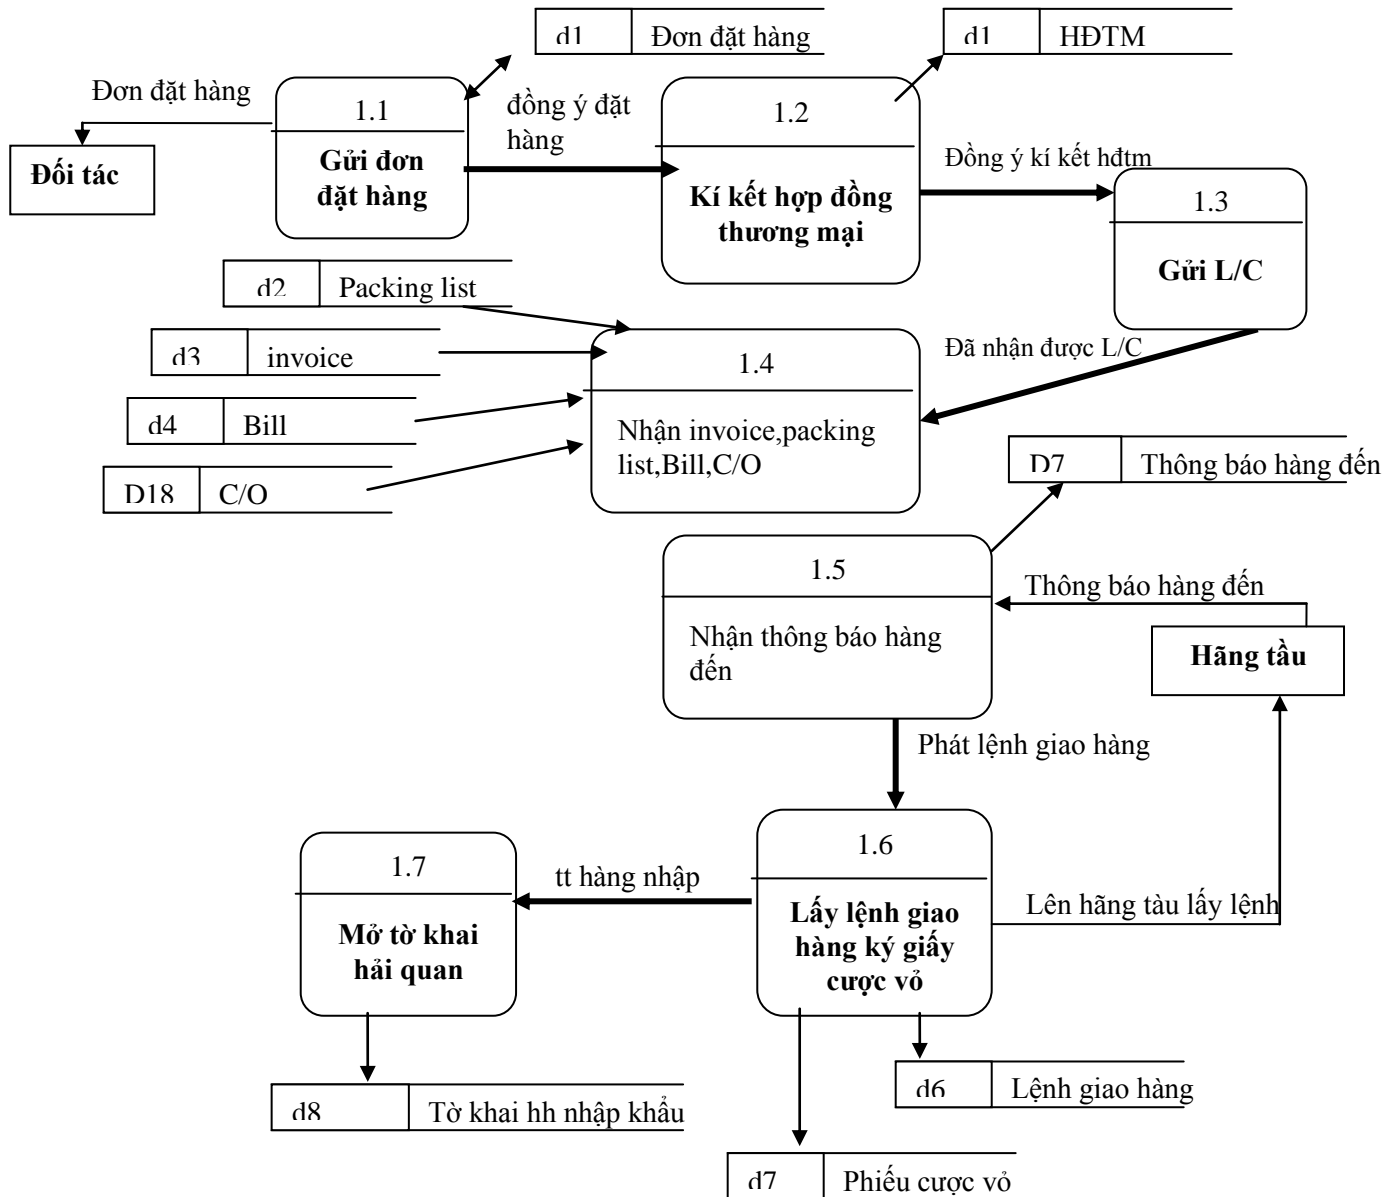 d1 Đơn đặt hàng
d1 HĐTM
Đơn đặt hàng
1.1
đồng ý đặt
hàng
1.2
Đối tác
Gửi đơn
đặt hàng
Kí kết hợp đồng
thương mại
Đồng ý kí kết hđtm
1.3
Gửi L/C
d2 Packing list
d3 invoice
1.4
Đã nhận được L/C
d4 Bill
Nhận invoice,packing
list,Bill,C/O
D18 C/O
D7 Thông báo hàng đến
1.5
Thông báo hàng đến
Nhận thông báo hàng
đến
Hãng tầu
Phát lệnh giao hàng
1.6
1.7
tt hàng nhập
Lấy lệnh giao
hàng ký giấy
cược vỏ
Lên hãng tàu lấy lệnh
Mở tờ khai
hải quan
d6 Lệnh giao hàng
d8 Tờ khai hh nhập khẩu
d7 Phiếu cược vỏ